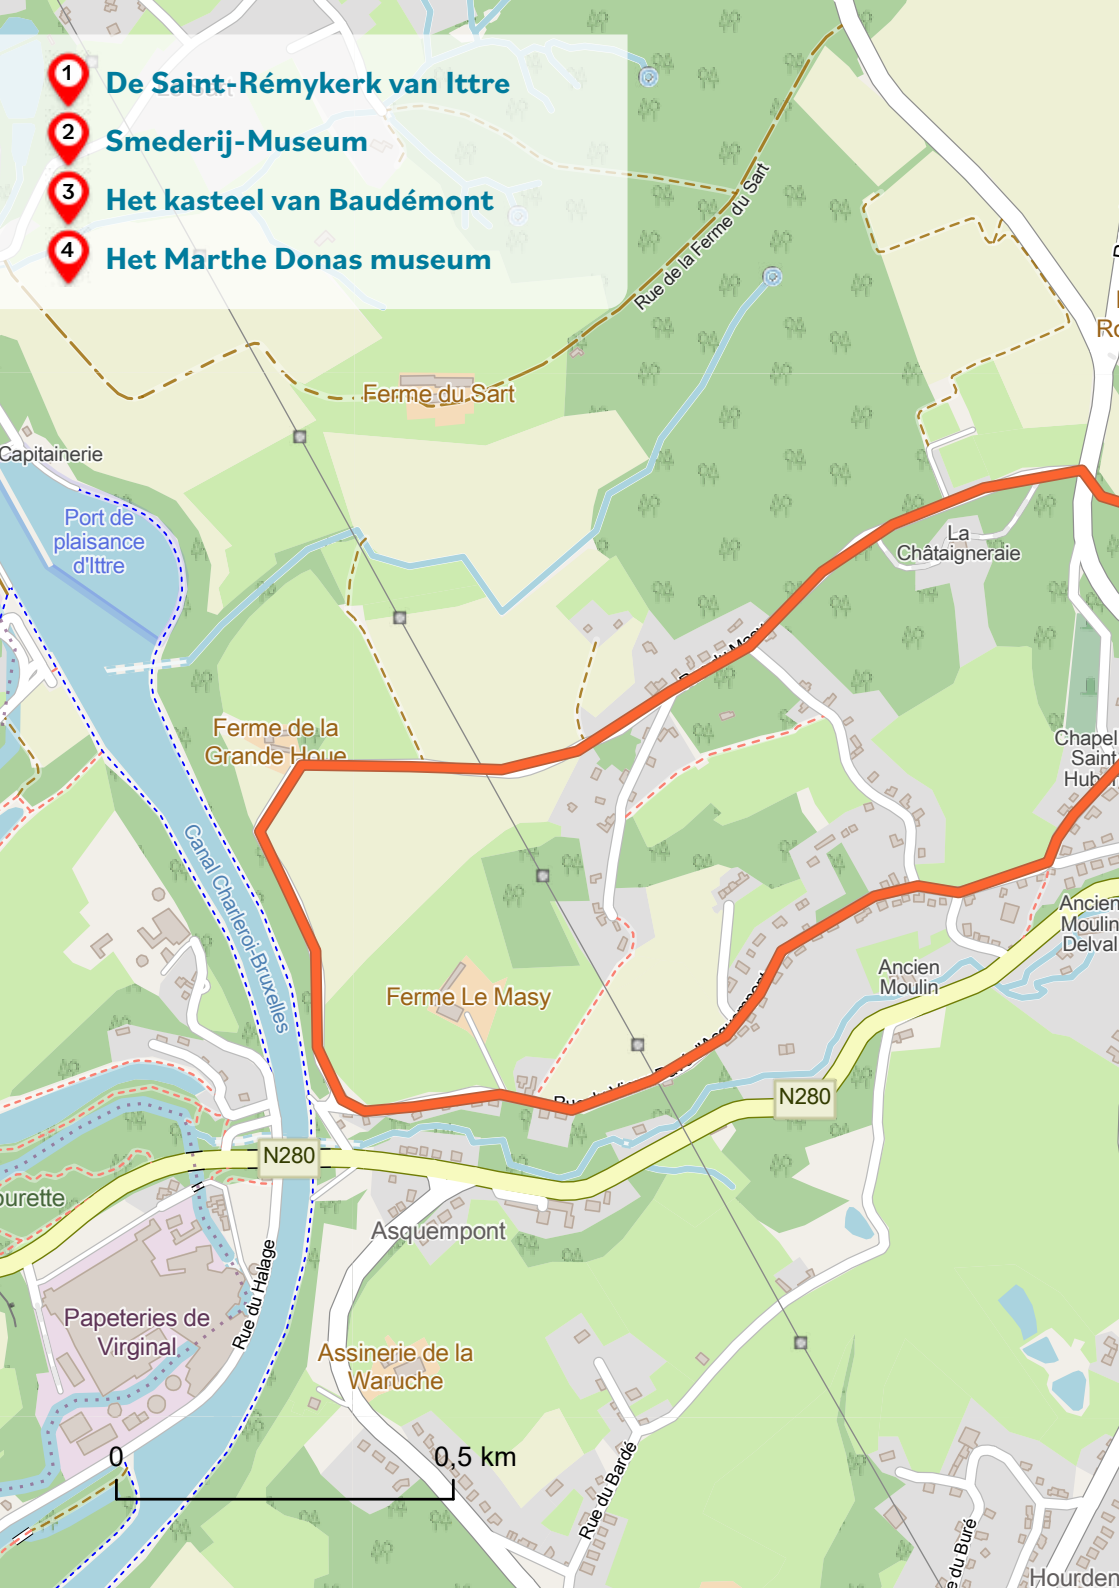 1 De Saint-Rémykerk van Ittre
2 Smederij-Museum
3 Het kasteel van Baudémont
4 Het Marthe Donas museum
Rue de la Ferme du Sart
Ferme du Sart
Capitainerie
Port de
plaisance
d'Ittre
La
Châtaigneraie
Ferme de la
Grande Houe
Canal Charleroi-Bruxelles
Ferme Le Masy
Ancien
Moulin
Ancien
Moulin
Delval
N280
N280
Asquempont
Rue du Halage
Papeteries de
Virginal
Assinerie de la
Waruche
0 0,5 km
Rue du Bardé
e du Buré
Hourden